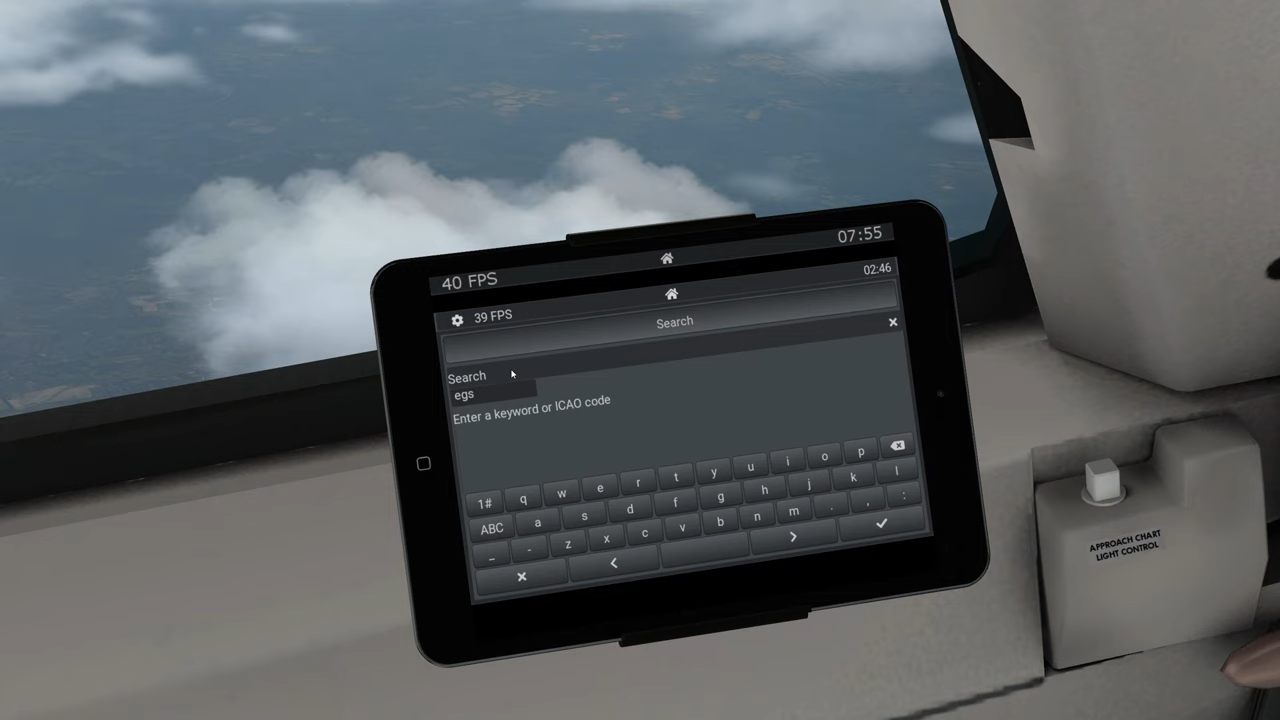 40 FPS
07:55
39 FPS
02:46
Search
Search
egs
Enter a keyword or ICAO code
1# q w e r t y u i o p
ABC a s d f g h j k l
_ - z x c v b n m . , :
APPROACH CHART
LIGHT CONTROL